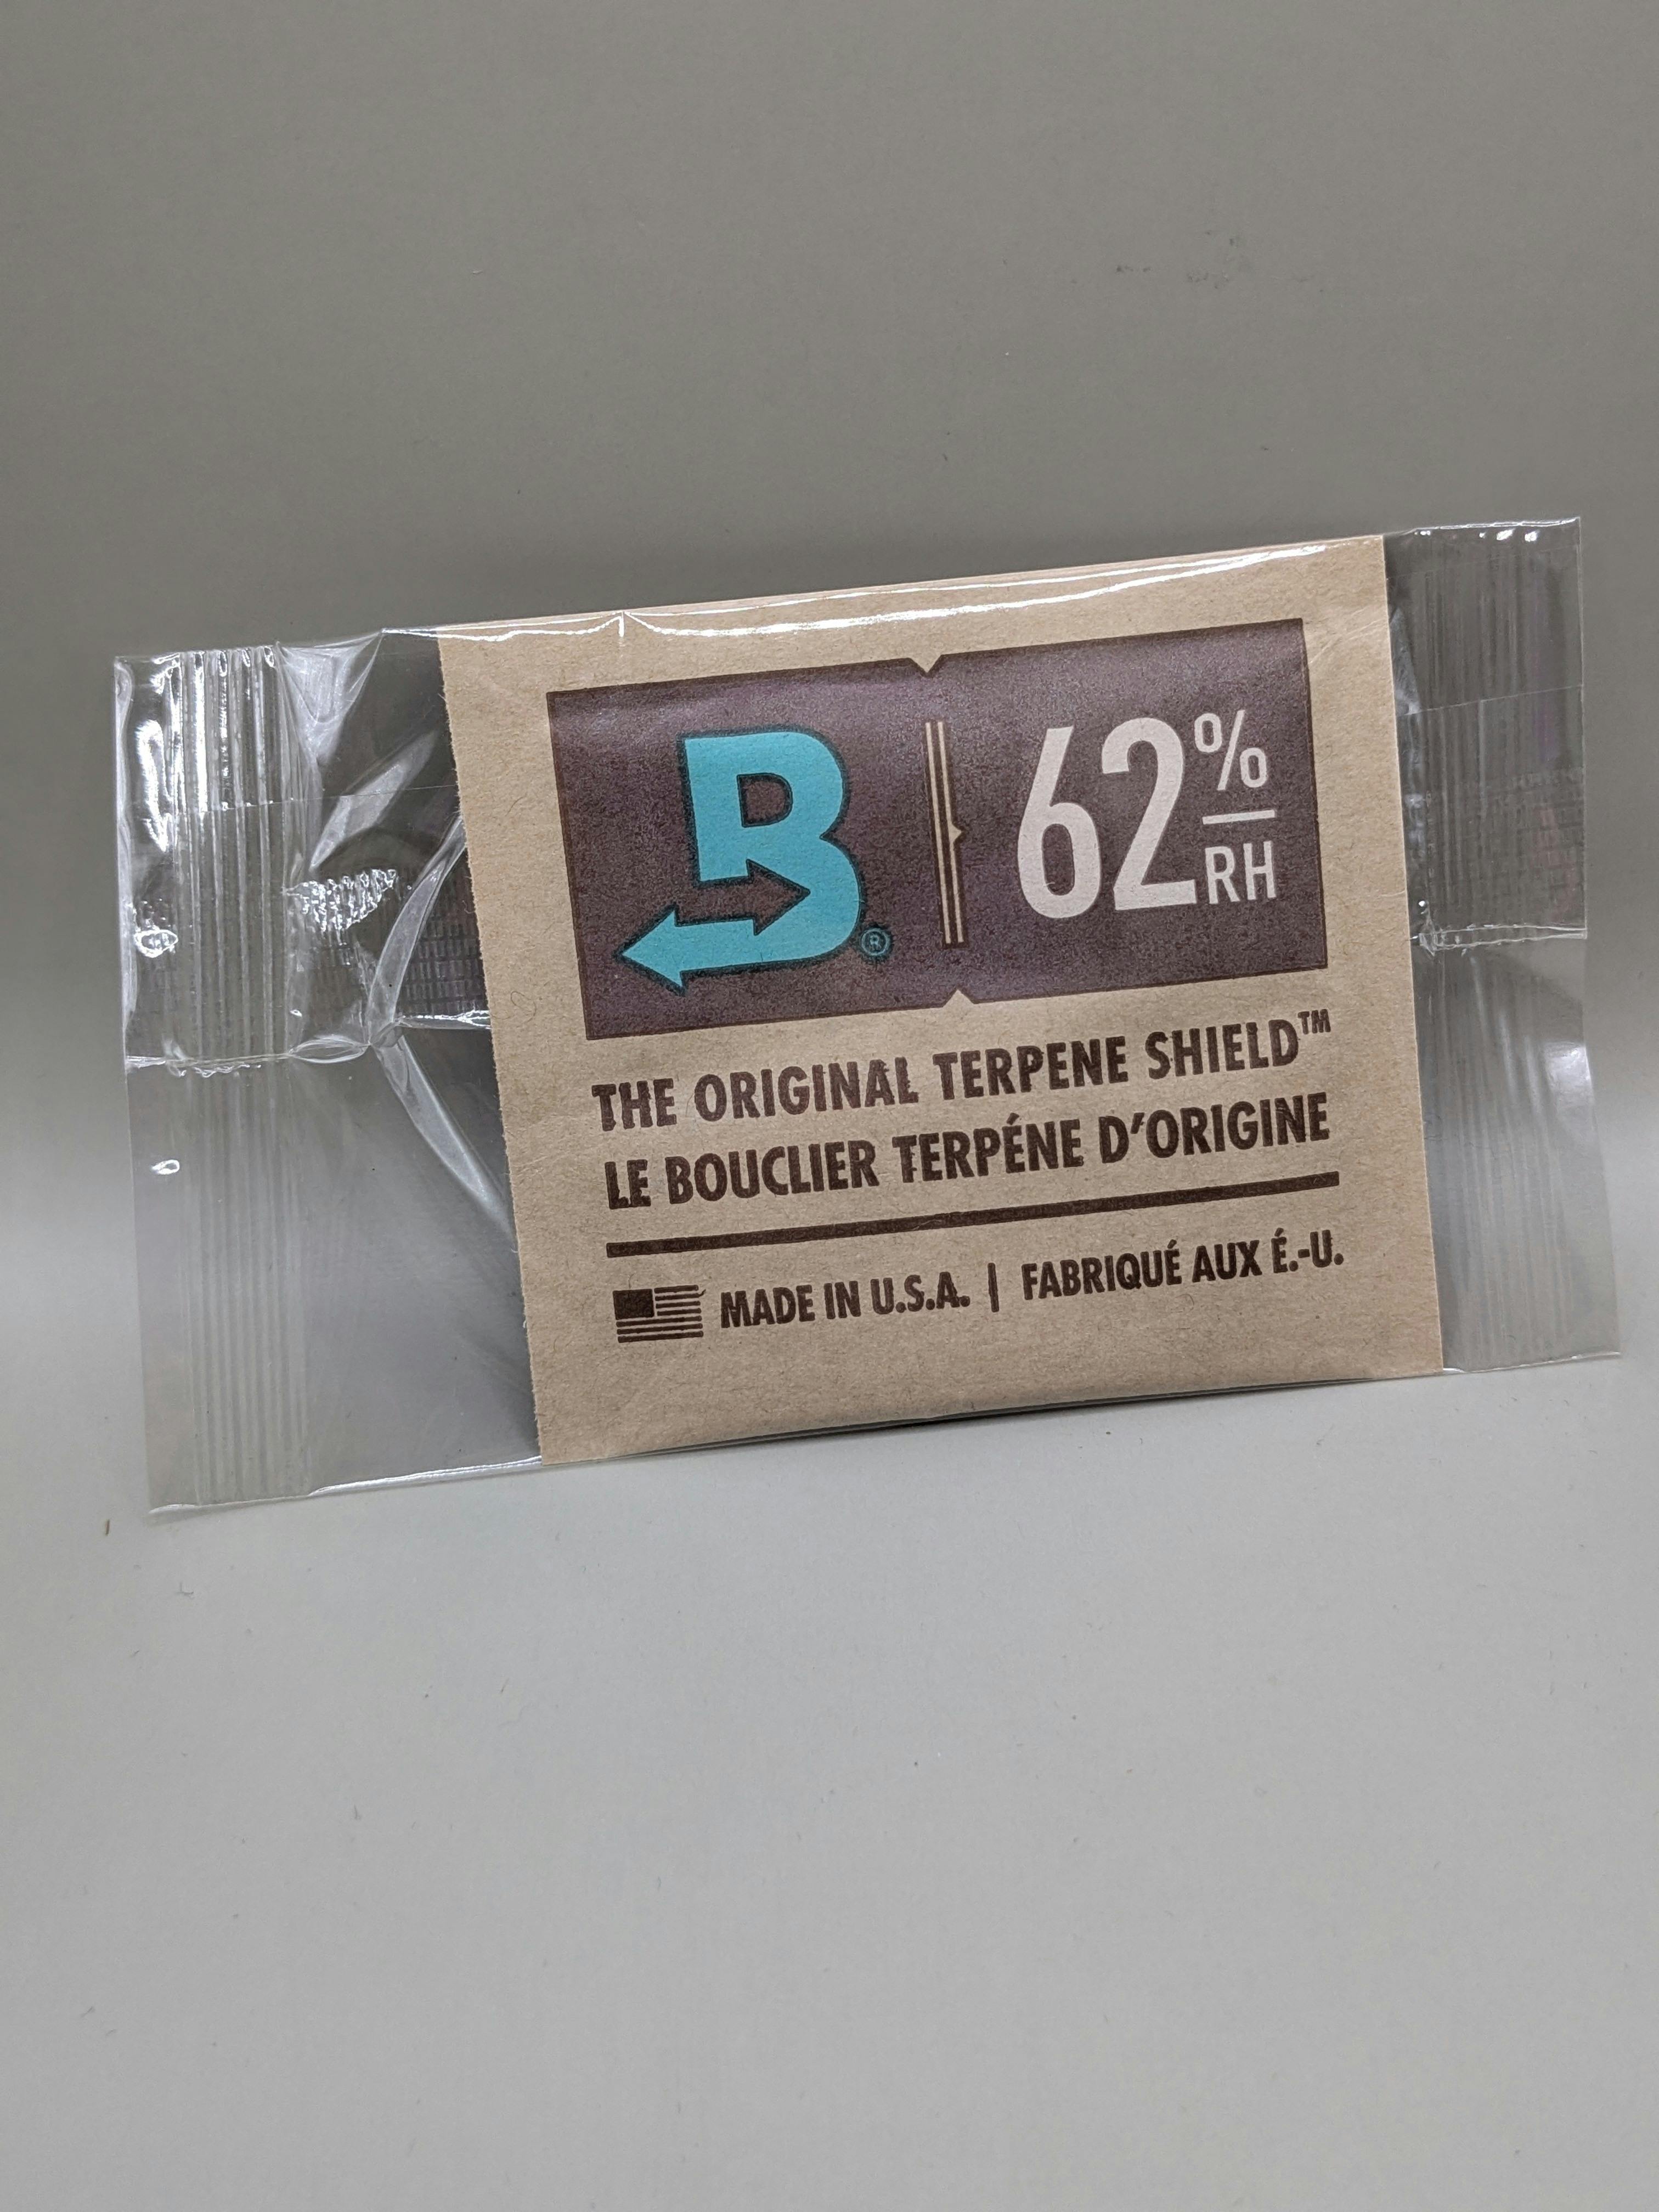 B® 62% RH
THE ORIGINAL TERPENE SHIELD™
LE BOUCLIER TERPÉNE D'ORIGINE
MADE IN U.S.A. | FABRIQUÉ AUX É.-U.